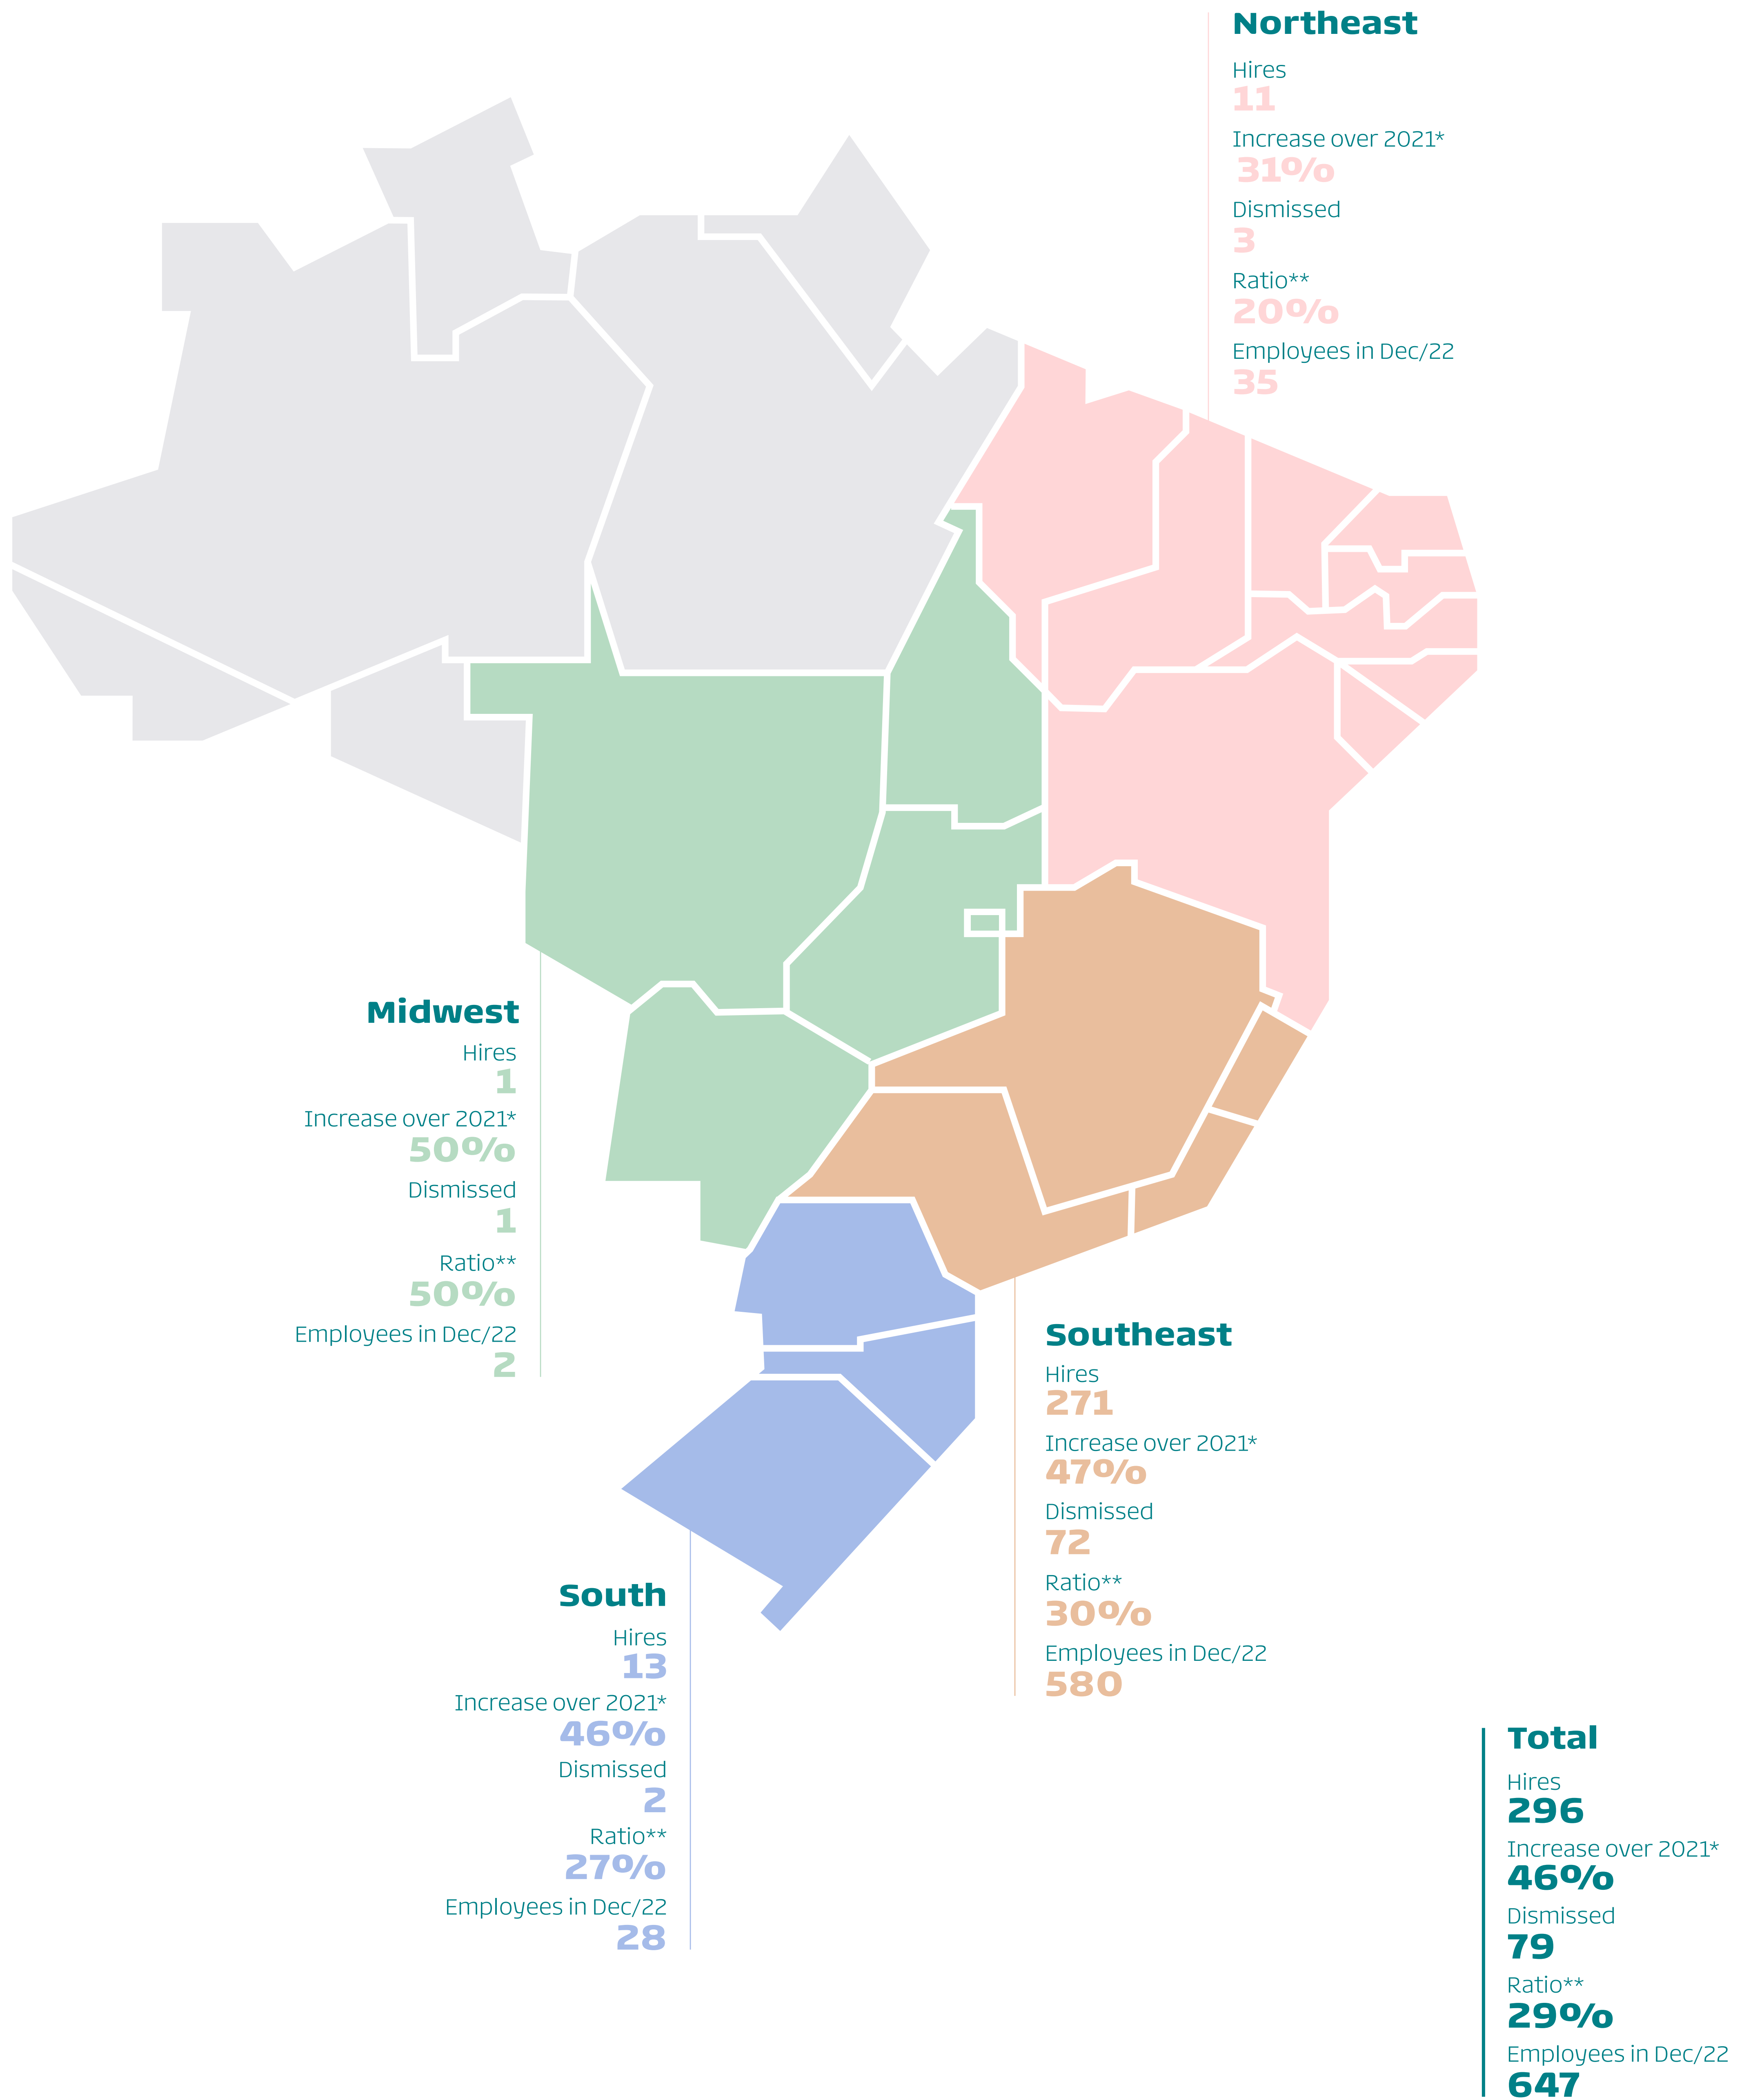 Northeast
Hires
11
Increase over 2021*
31%
Dismissed
3
Ratio**
20%
Employees in Dec/22
35
Midwest
Hires
1
Increase over 2021*
50%
Dismissed
1
Ratio**
50%
Employees in Dec/22
2
Southeast
Hires
271
Increase over 2021*
47%
Dismissed
72
Ratio**
30%
Employees in Dec/22
580
South
Hires
13
Increase over 2021*
46%
Dismissed
2
Ratio**
27%
Employees in Dec/22
28
Total
Hires
296
Increase over 2021*
46%
Dismissed
79
Ratio**
29%
Employees in Dec/22
647